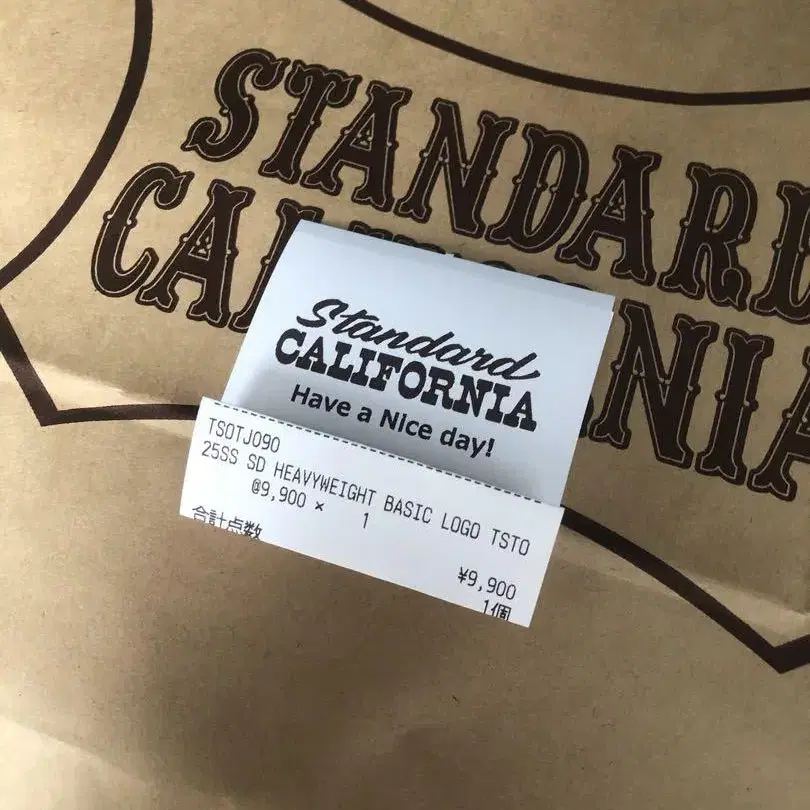 STANDARD
CALIFORNIA
Standard
CALIFORNIA
Have a Nice day!
TSOTJ090
25SS SD HEAVYWEIGHT BASIC LOGO TSTO
@9,900 × 1
¥9,900
合計点数
1個